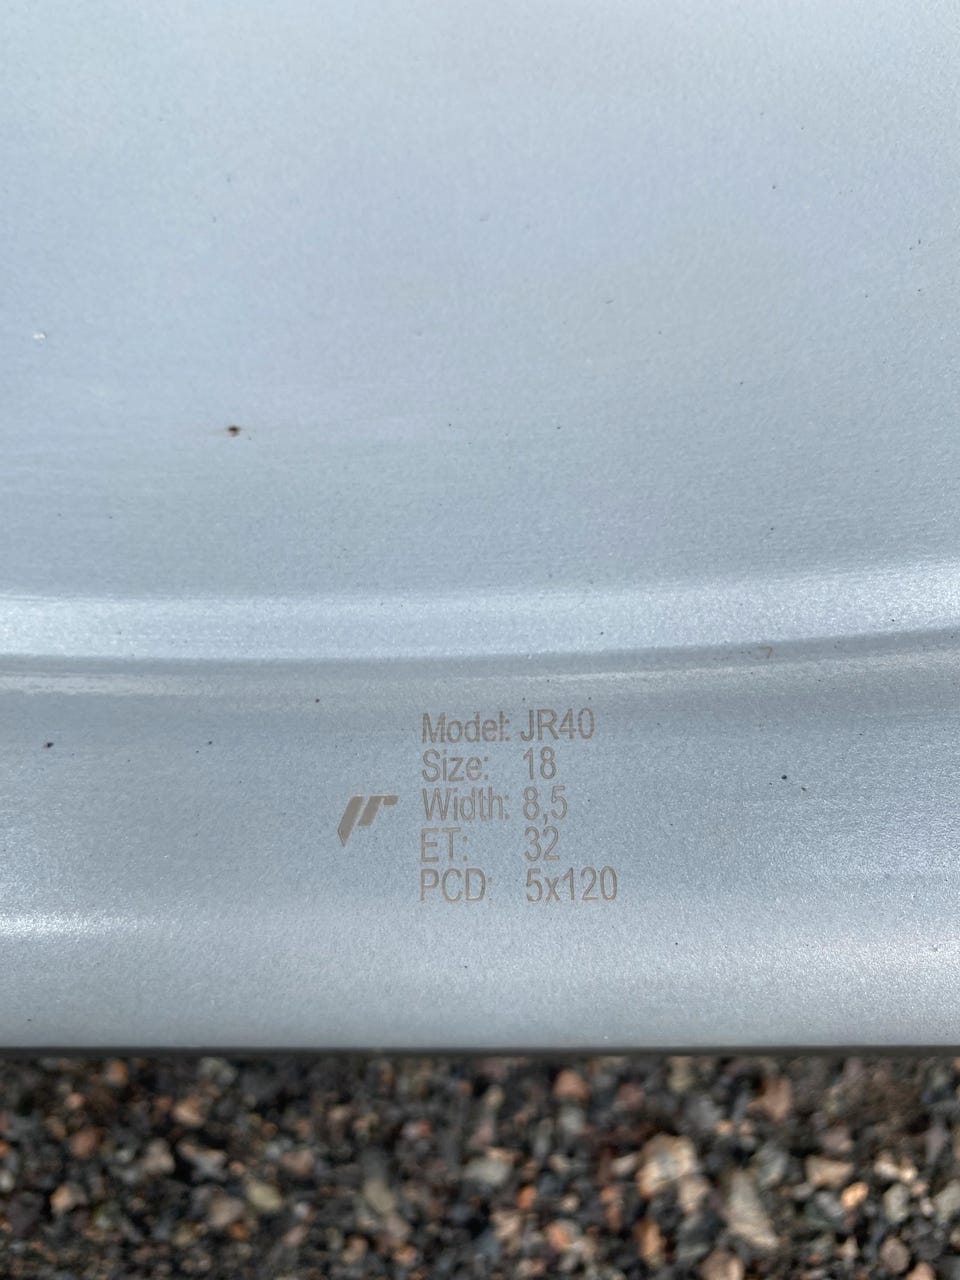 Model: JR40
Size: 18
Width: 8,5
ET: 32
PCD: 5x120